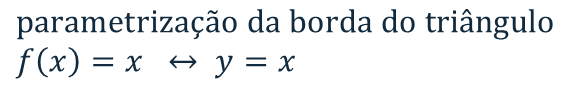 parametrização da borda do triângulo
f(x) = x ↔ y = x